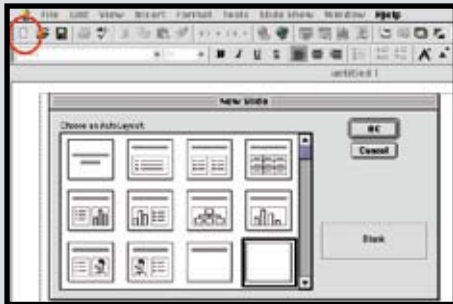 File Edit View Insert Format Tools Slide Show Window Help
B I U S
untitled 1
New Slide
Choose an AutoLayout:
OK
Cancel
Blank